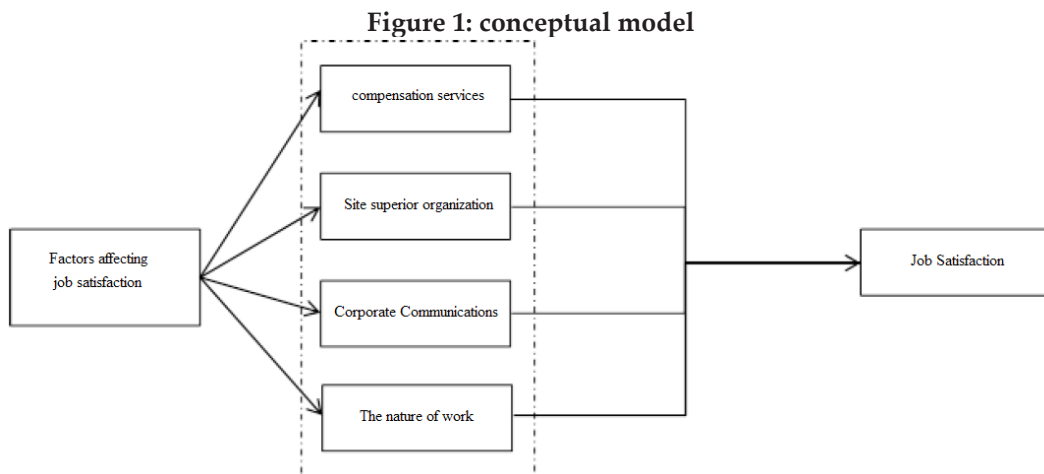 Figure 1: conceptual model
compensation services
Site superior organization
Factors affecting
job satisfaction
Job Satisfaction
Corporate Communications
The nature of work